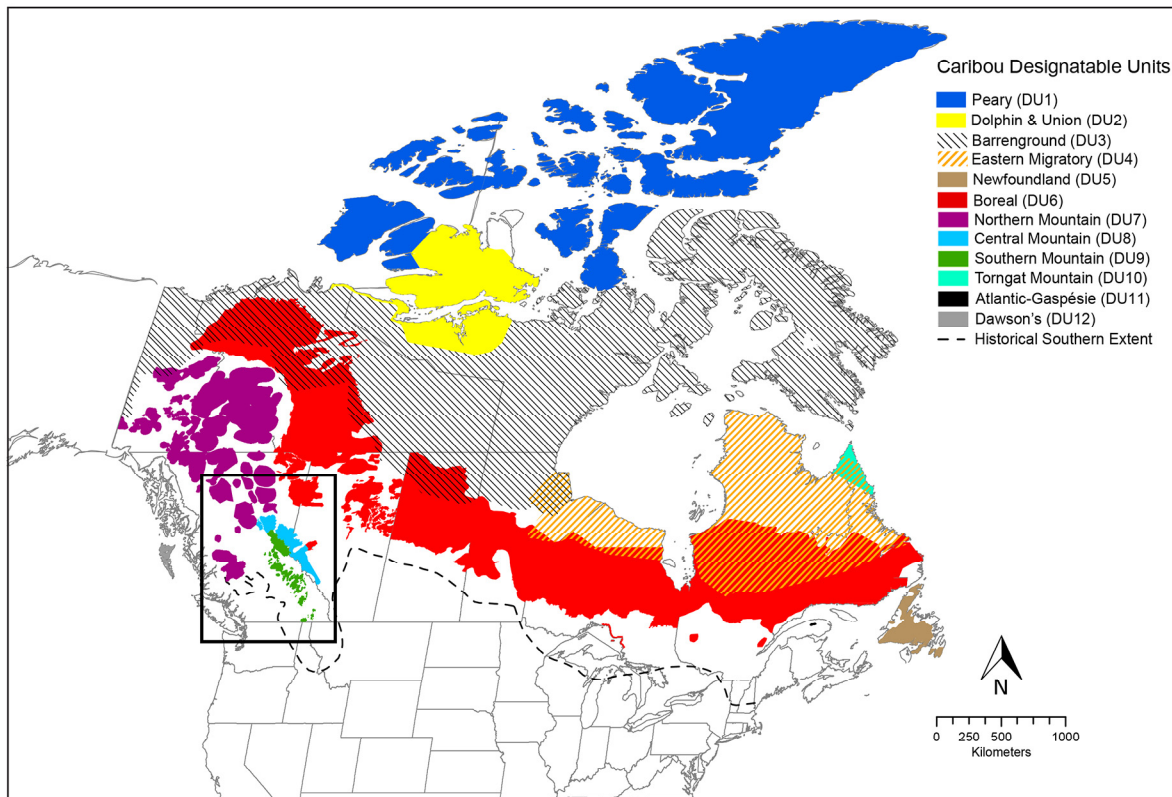 Caribou Designatable Units
Peary (DU1)
Dolphin & Union (DU2)
Barrenground (DU3)
Eastern Migratory (DU4)
Newfoundland (DU5)
Boreal (DU6)
Northern Mountain (DU7)
Central Mountain (DU8)
Southern Mountain (DU9)
Torngat Mountain (DU10)
Atlantic-Gaspésie (DU11)
Dawson's (DU12)
Historical Southern Extent
N
0 250 500 1000
Kilometers